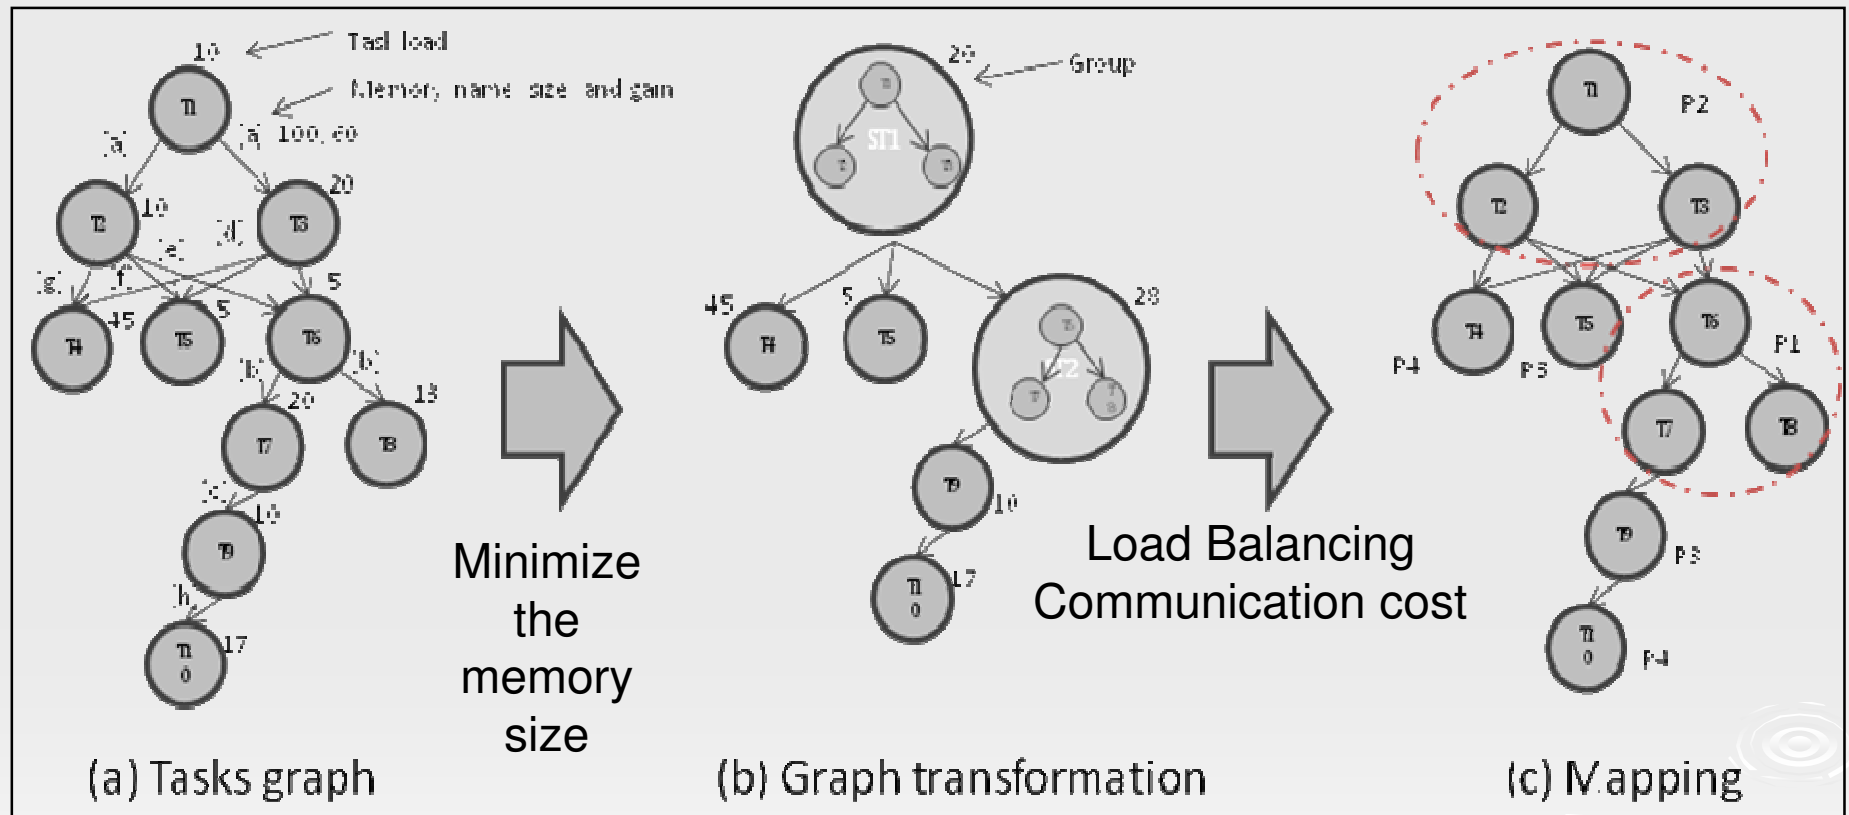 10
Task load
Memory name size and gain
T1
[a]
[a] 100, 60
T2
10
T3
20
[g]
[f]
[e]
[d]
5
T4
45
T5
5
T6
[b]
[b]
T7
20
T8
13
[c]
T9
10
[h]
T1
0
17
Minimize
the
memory
size
(a) Tasks graph
20
Group
ST1
45
T4
5
T5
28
T9
10
T1
0
17
(b) Graph transformation
Load Balancing
Communication cost
T1
P2
T2
T3
T4
P4
T5
P3
T6
P1
T7
T8
T9
P3
T1
0
P4
(c) Mapping